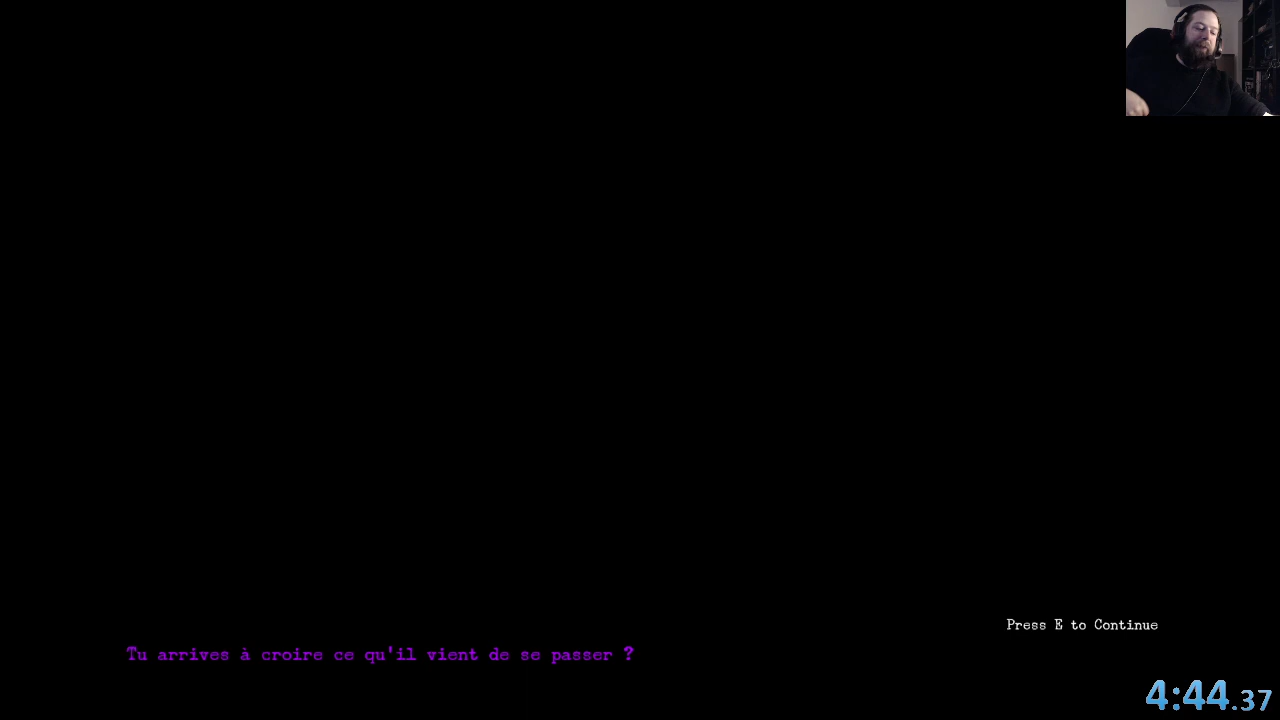 Press E to Continue
Tu arrives à croire ce qu'il vient de se passer ?
4:44.37